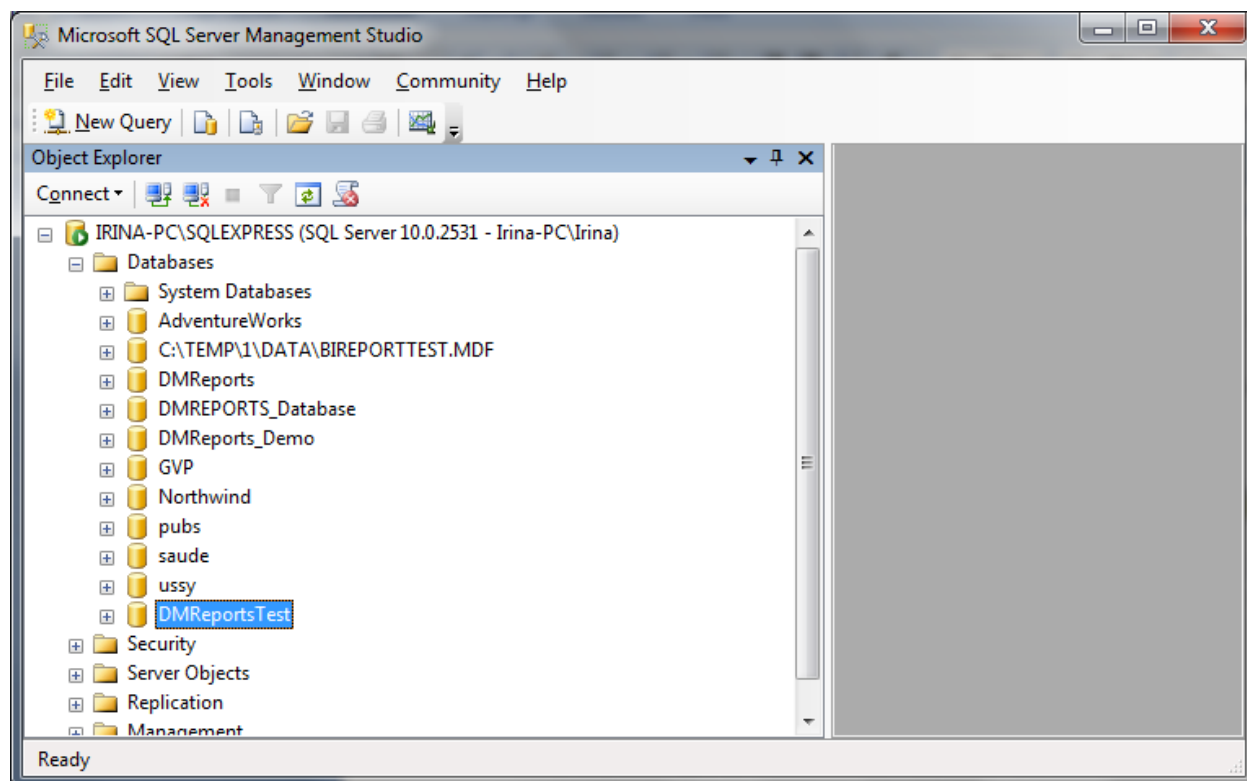 Microsoft SQL Server Management Studio
File Edit View Tools Window Community Help
New Query
Object Explorer
Connect
IRINA-PC\SQLEXPRESS (SQL Server 10.0.2531 - Irina-PC\Irina)
Databases
System Databases
AdventureWorks
C:\TEMP\1\DATA\BIREPORTTEST.MDF
DMReports
DMREPORTS_Database
DMReports_Demo
GVP
Northwind
pubs
saude
ussy
DMReportsTest
Security
Server Objects
Replication
Management
Ready